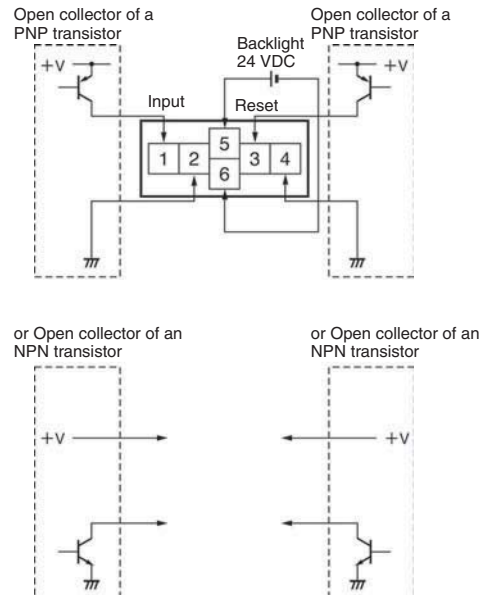 Open collector of a
PNP transistor
Open collector of a
PNP transistor
Backlight
24 VDC
+V
+V
Input
Reset
1 2 5 3 4
6
or Open collector of an
NPN transistor
or Open collector of an
NPN transistor
+V
+V